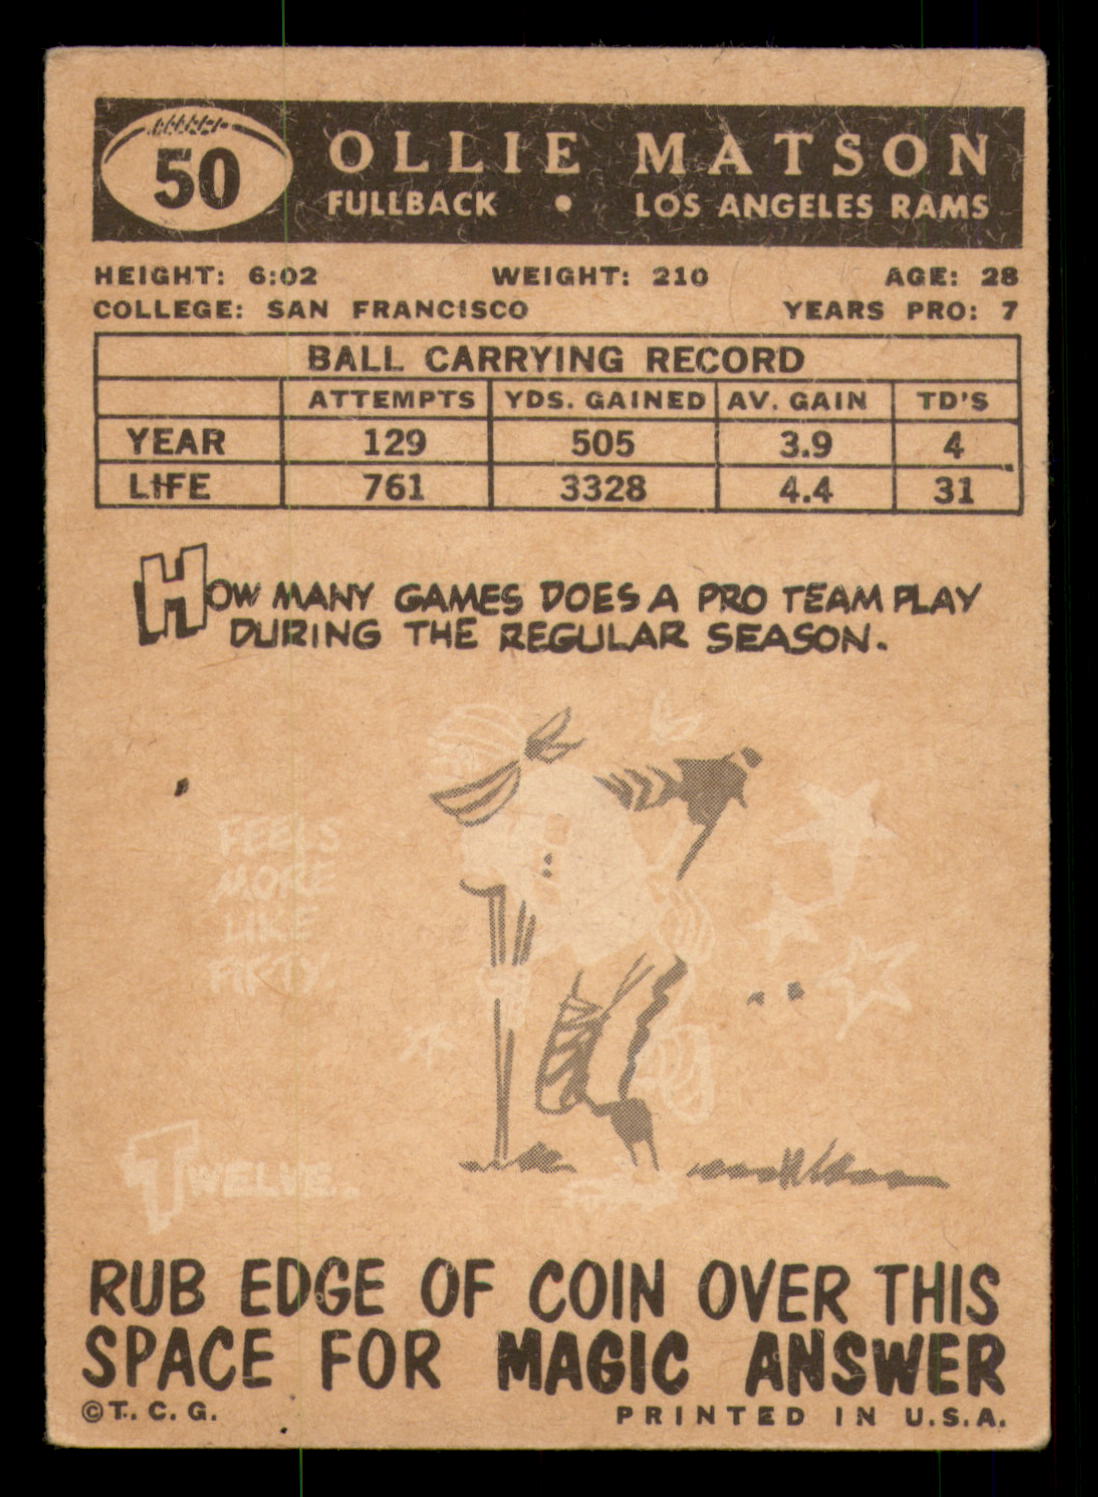 50
OLLIE MATSON
FULLBACK • LOS ANGELES RAMS
HEIGHT: 6:02 WEIGHT: 210 AGE: 28
COLLEGE: SAN FRANCISCO YEARS PRO: 7
BALL CARRYING RECORD
ATTEMPTS YDS. GAINED AV. GAIN TD'S
YEAR 129 505 3.9 4
LIFE 761 3328 4.4 31
HOW MANY GAMES DOES A PRO TEAM PLAY
DURING THE REGULAR SEASON.
FEELS
MORE
LIKE
FIFTY.
TWELVE.
RUB EDGE OF COIN OVER THIS
SPACE FOR MAGIC ANSWER
©T. C. G. PRINTED IN U.S.A.